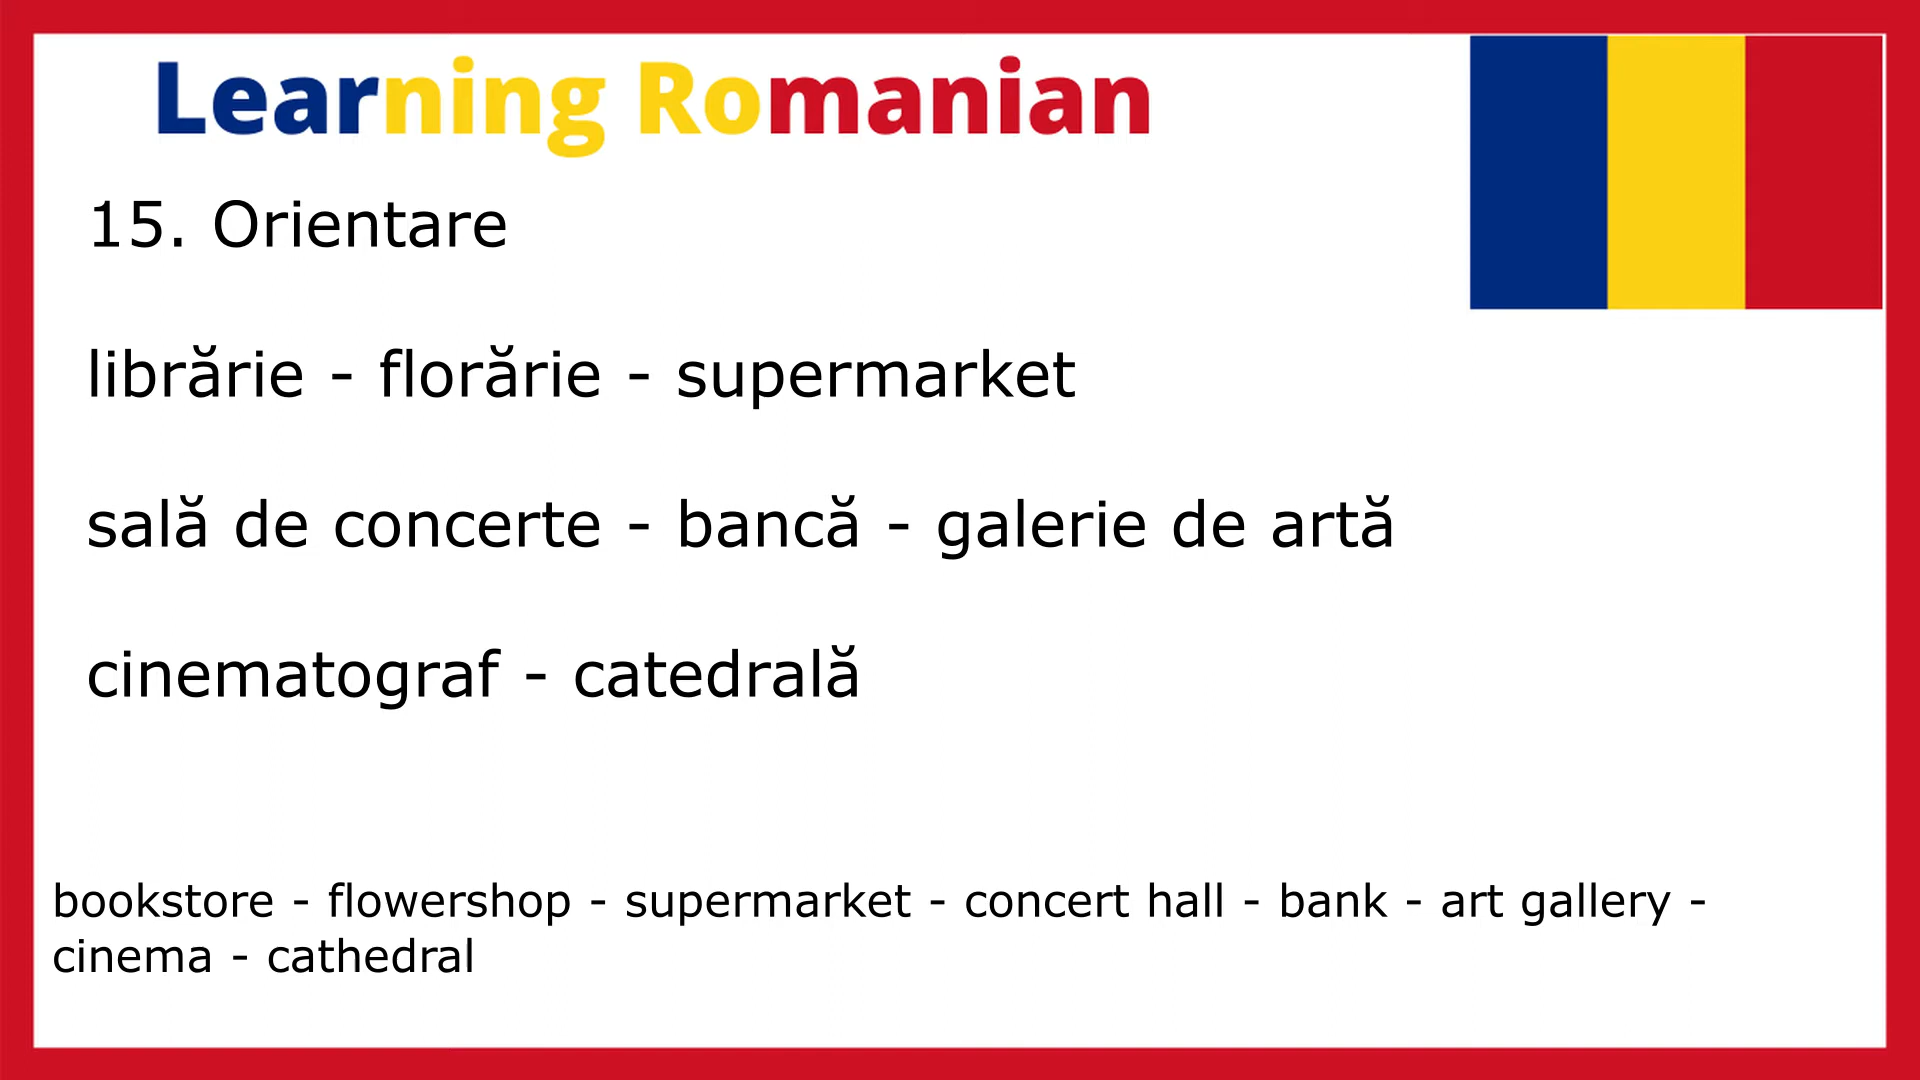 Learning Romanian
15. Orientare
librărie - florărie - supermarket
sală de concerte - bancă - galerie de artă
cinematograf - catedrală
bookstore - flowershop - supermarket - concert hall - bank - art gallery -
cinema - cathedral